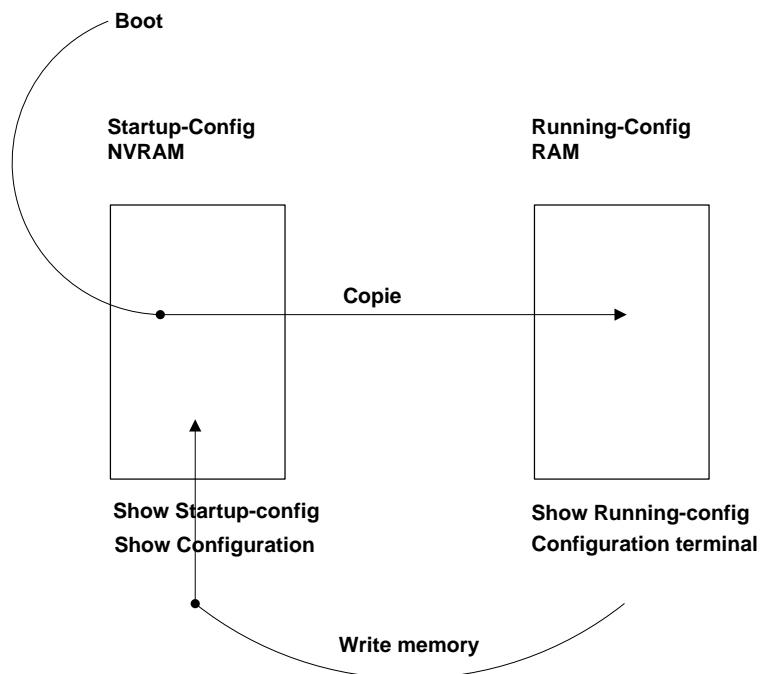 Boot
Startup-Config
NVRAM
Running-Config
RAM
Copie
Show Startup-config
Show Configuration
Show Running-config
Configuration terminal
Write memory